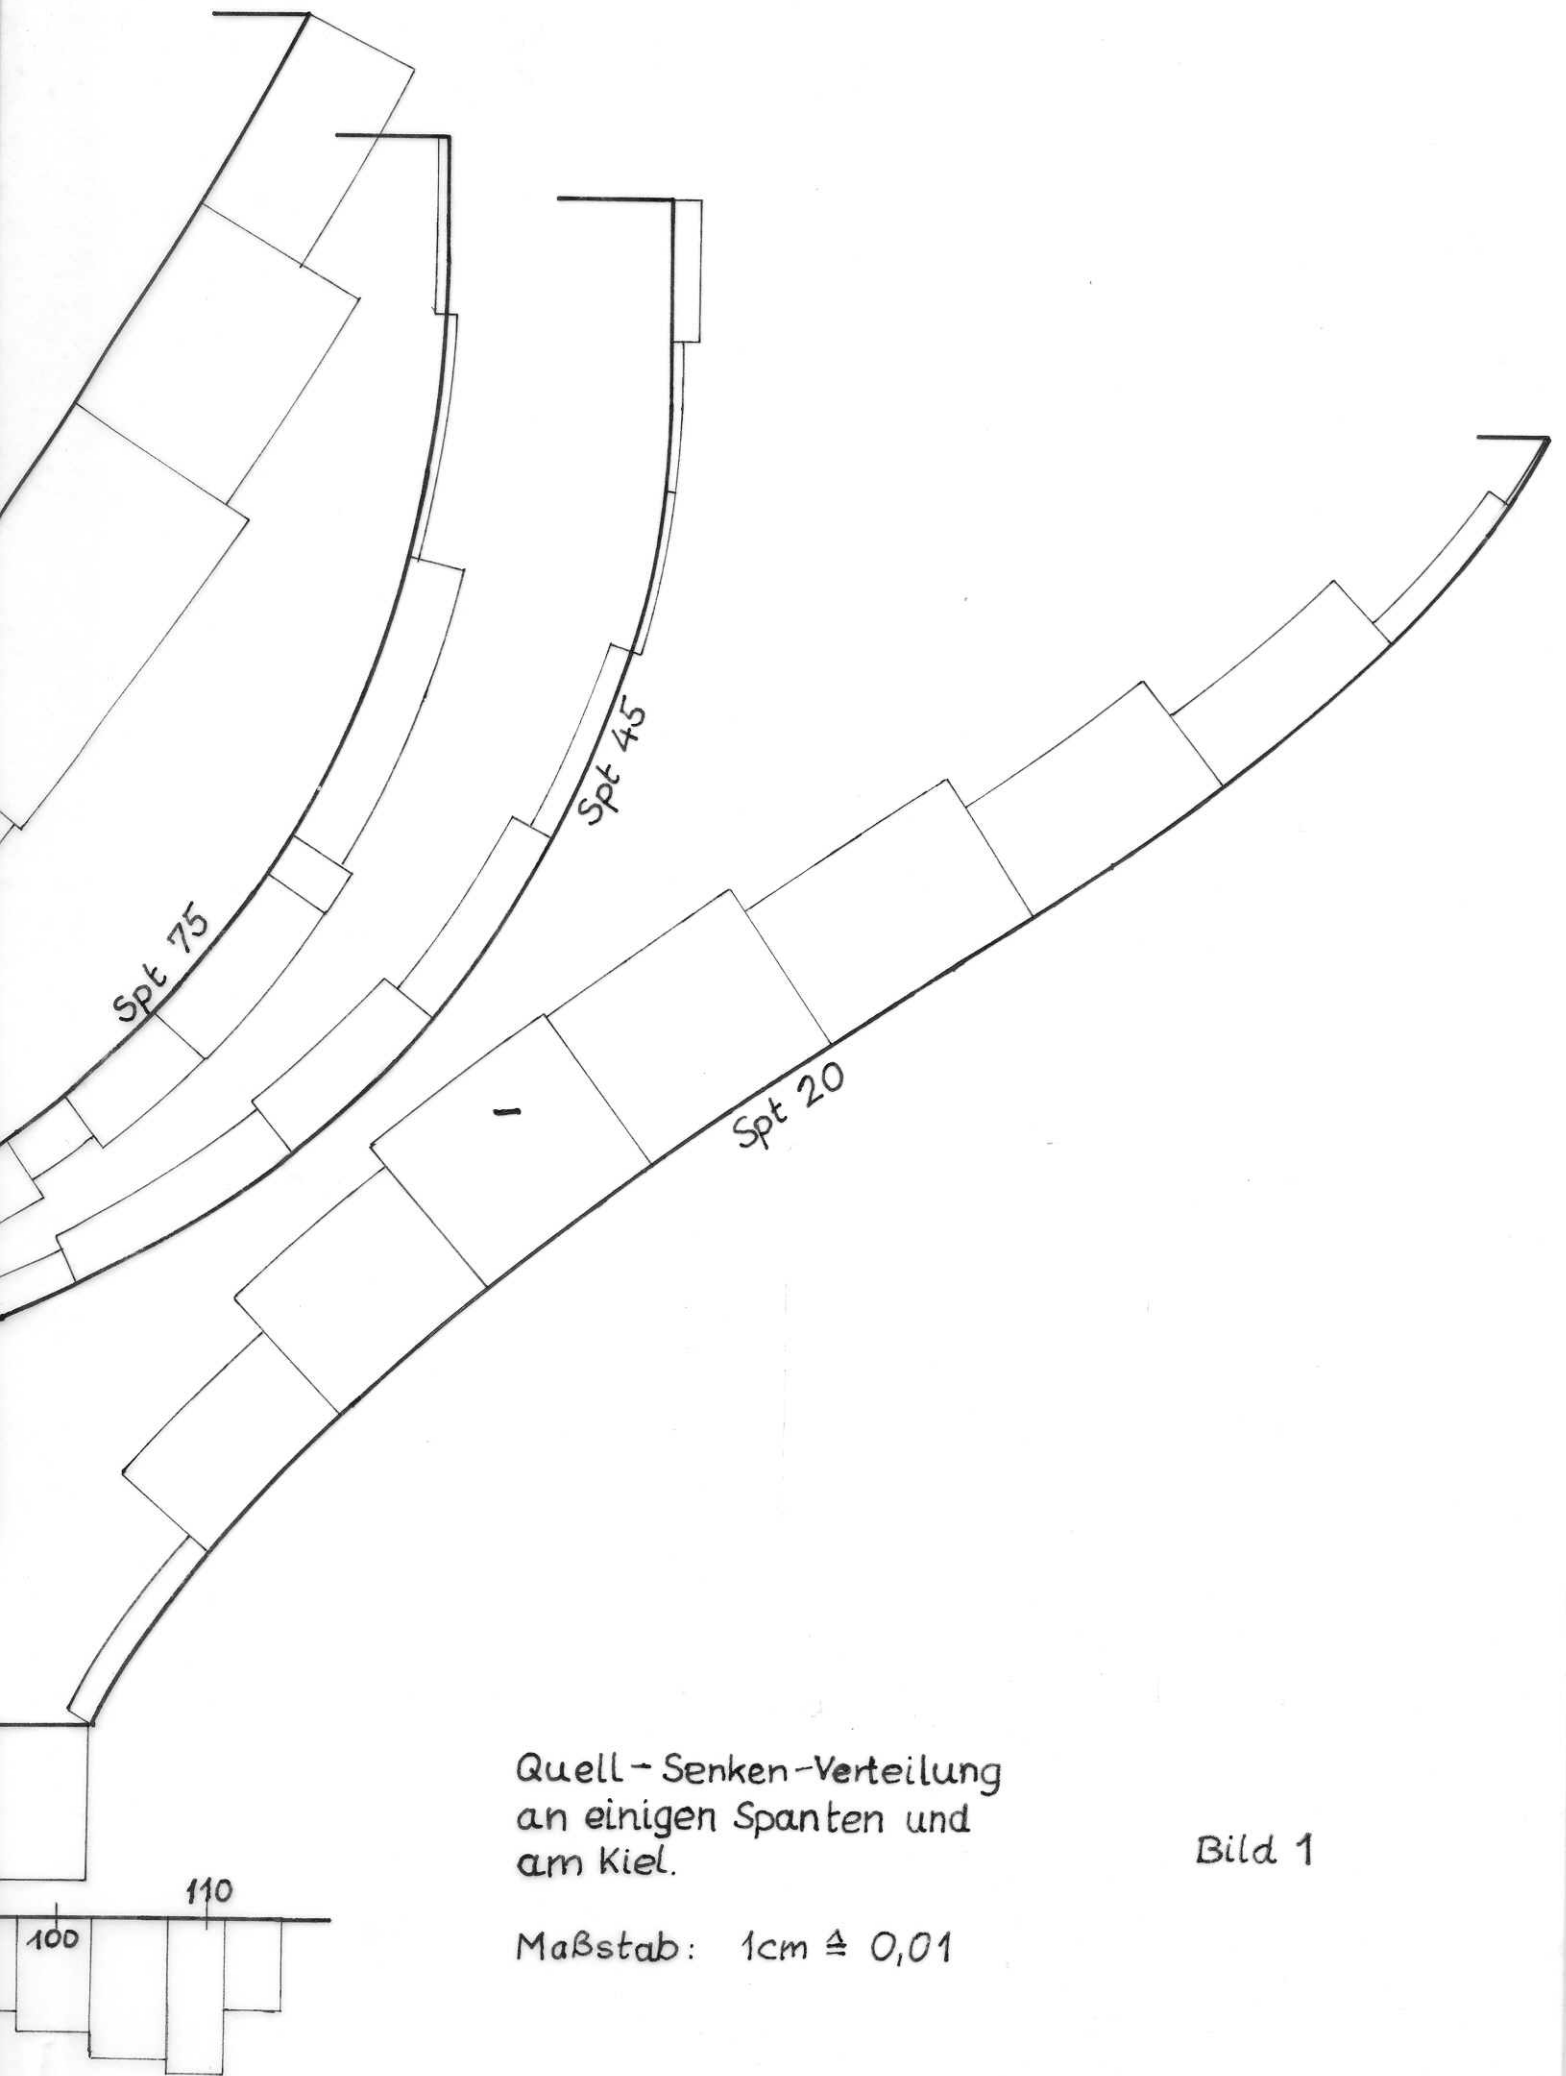 Spt 45
Spt 75
Spt 20
Quell-Senken-Verteilung
an einigen Spanten und
am Kiel.
Bild 1
110
100
Maßstab: 1cm ≙ 0,01